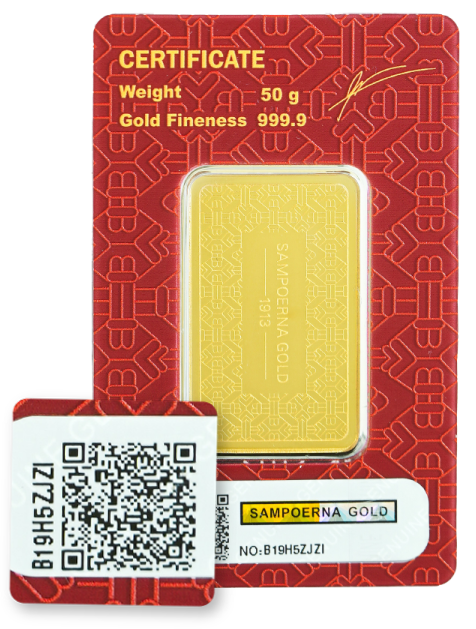 CERTIFICATE
Weight 50 g
Gold Fineness 999.9
SAMPOERNA GOLD
1913
SAMPOERNA GOLD
NO:B19H5ZJZI
B19H5ZJZI